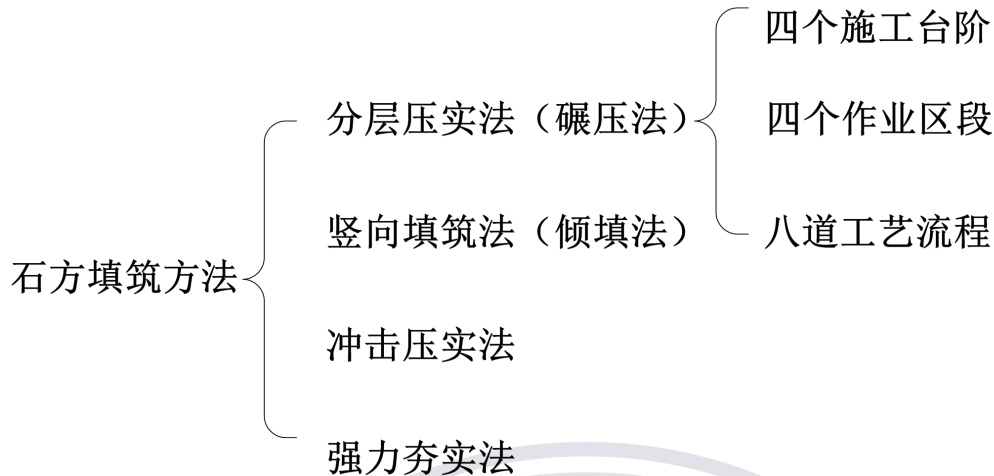 四个施工台阶
分层压实法（碾压法）
四个作业区段
竖向填筑法（倾填法）
八道工艺流程
石方填筑方法
冲击压实法
强力夯实法